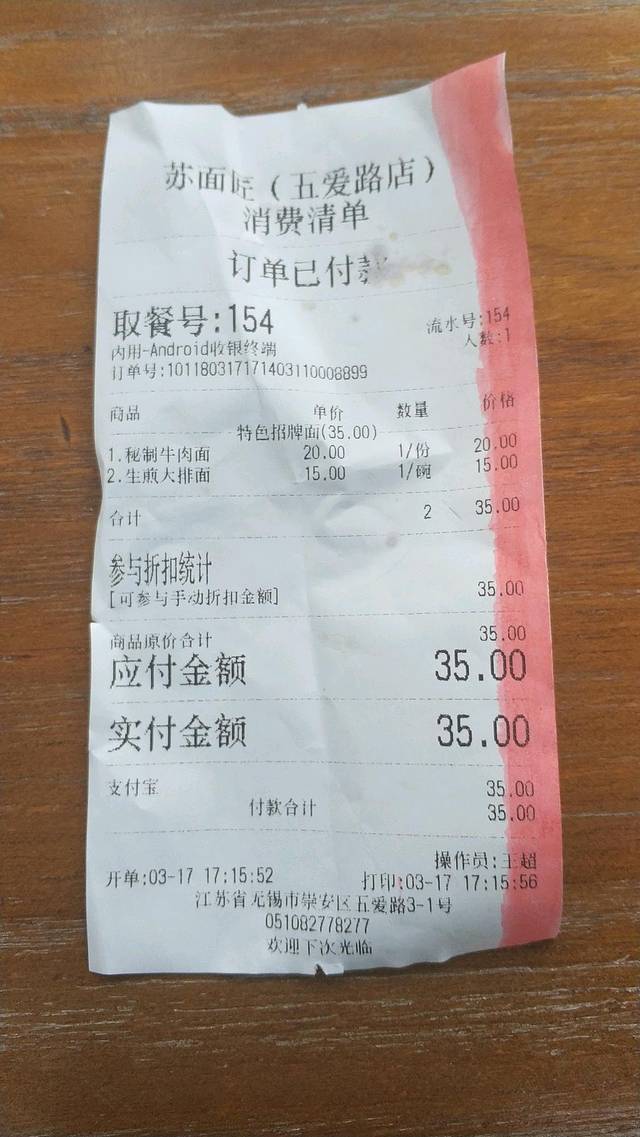 苏面匠（五爱路店）
消费清单
订单已付款
取餐号:154
流水号:154
内用-Android收银终端
人数:1
订单号:101180317171403110008899
商品 单价 数量 价格
特色招牌面(35.00)
1.秘制牛肉面 20.00 1/份 20.00
2.生煎大排面 15.00 1/碗 15.00
合计 2 35.00
参与折扣统计
[可参与手动折扣金额] 35.00
商品原价合计 35.00
应付金额 35.00
实付金额 35.00
支付宝 35.00
付款合计 35.00
操作员:王超
开单:03-17 17:15:52 打印:03-17 17:15:56
江苏省无锡市崇安区五爱路3-1号
051082778277
欢迎下次光临